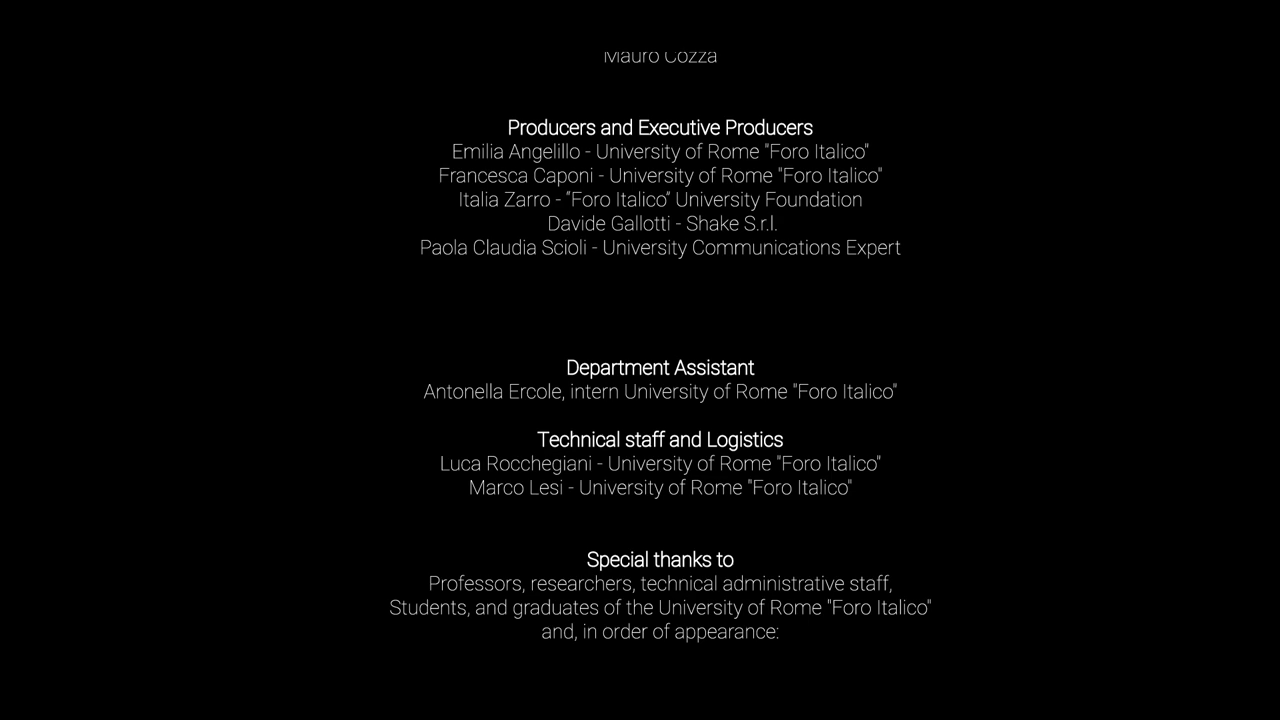 Mauro Cozza
Producers and Executive Producers
Emilia Angelillo - University of Rome "Foro Italico"
Francesca Caponi - University of Rome "Foro Italico"
Italia Zarro - “Foro Italico” University Foundation
Davide Gallotti - Shake S.r.l.
Paola Claudia Scioli - University Communications Expert
Department Assistant
Antonella Ercole, intern University of Rome "Foro Italico"
Technical staff and Logistics
Luca Rocchegiani - University of Rome "Foro Italico"
Marco Lesi - University of Rome "Foro Italico"
Special thanks to
Professors, researchers, technical administrative staff,
Students, and graduates of the University of Rome "Foro Italico"
and, in order of appearance: